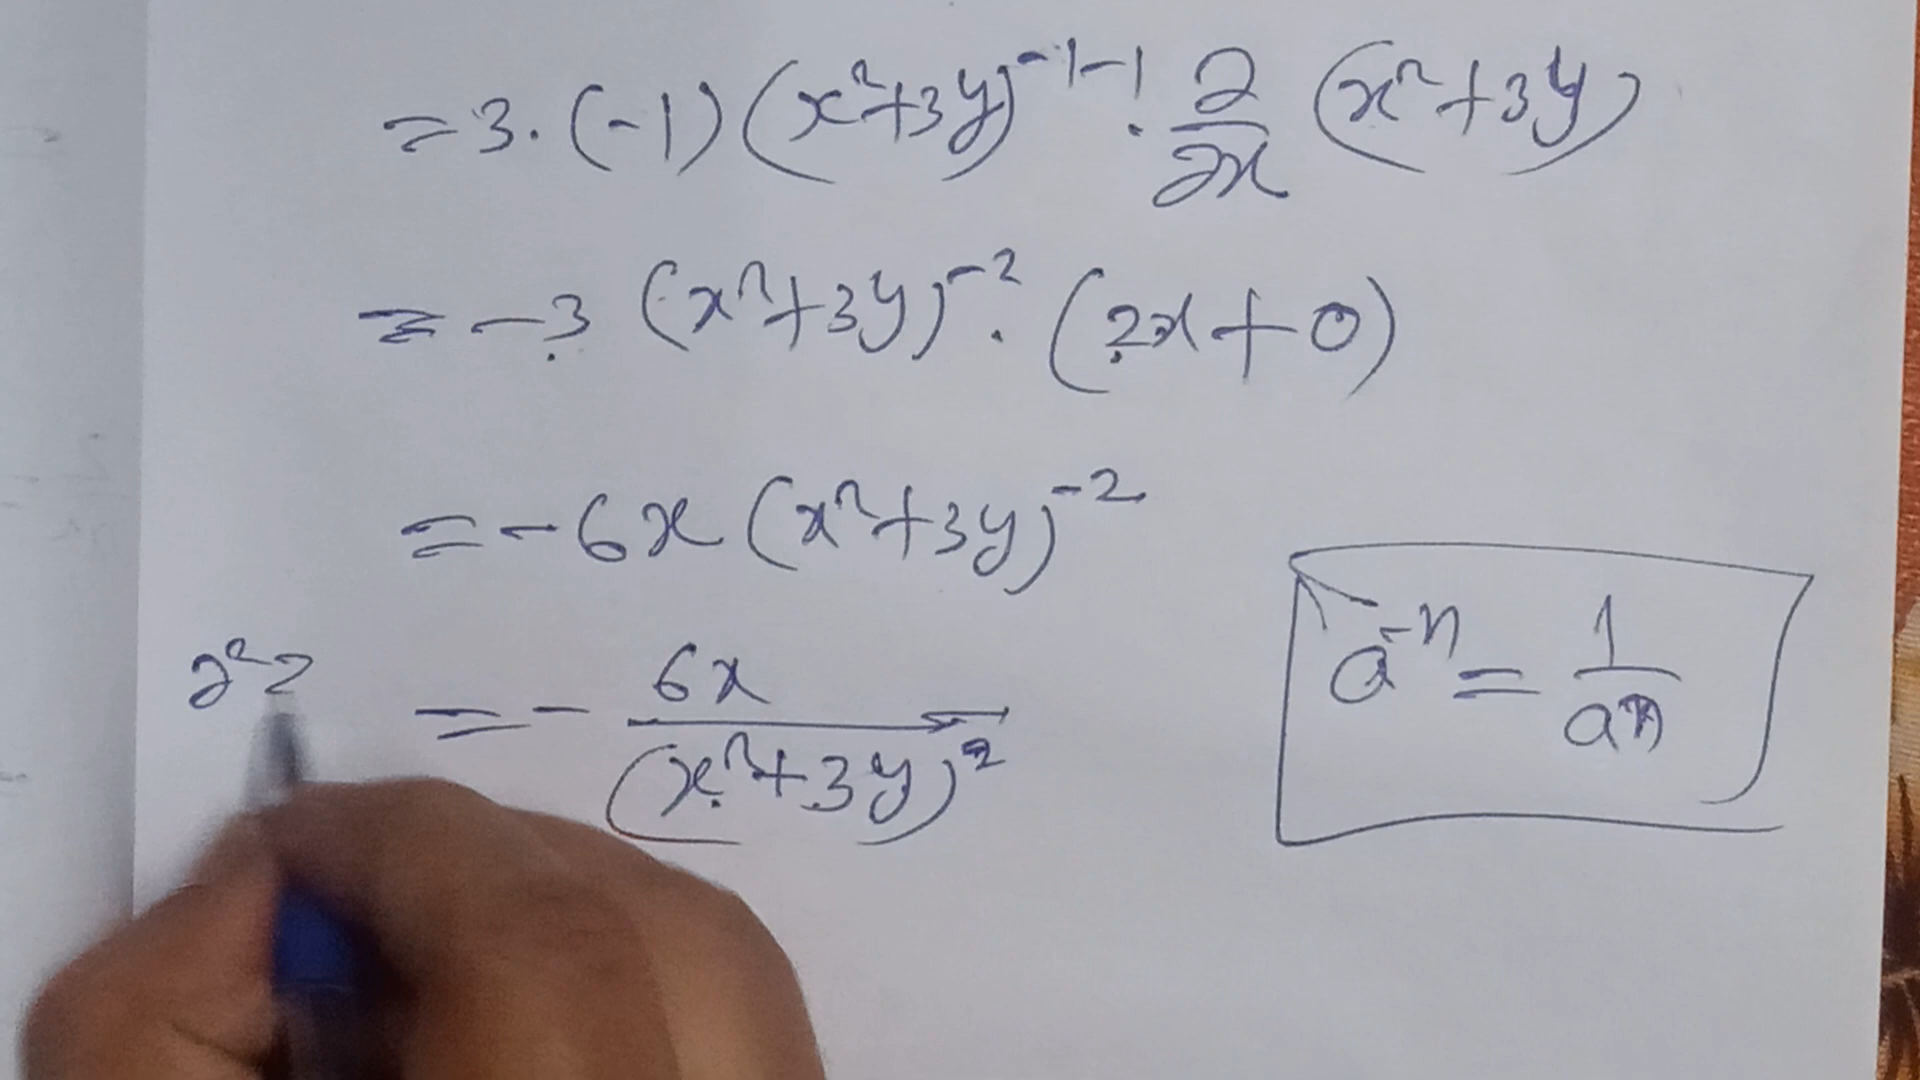 = 3. (-1) (x²+3y)⁻¹⁻¹ . ∂/∂x (x²+3y)
= -3 (x²+3y)⁻² . (2x+0)
= -6x (x²+3y)⁻²
∂²z = - 6x/(x²+3y)²
a⁻ⁿ = 1/aⁿ